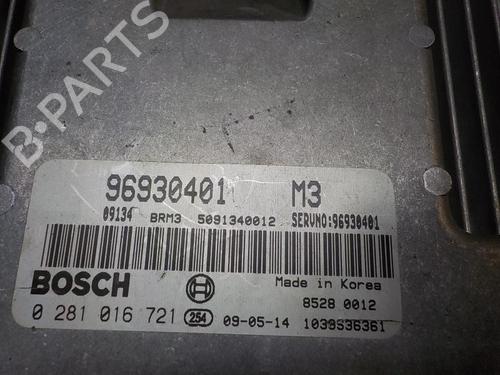 B-PARTS
96930401 M3
09134 BRM3 5091340012 SERVNO:96930401
BOSCH Made in Korea
8528 0012
0 281 016 721 254 09-05-14 1039S36361